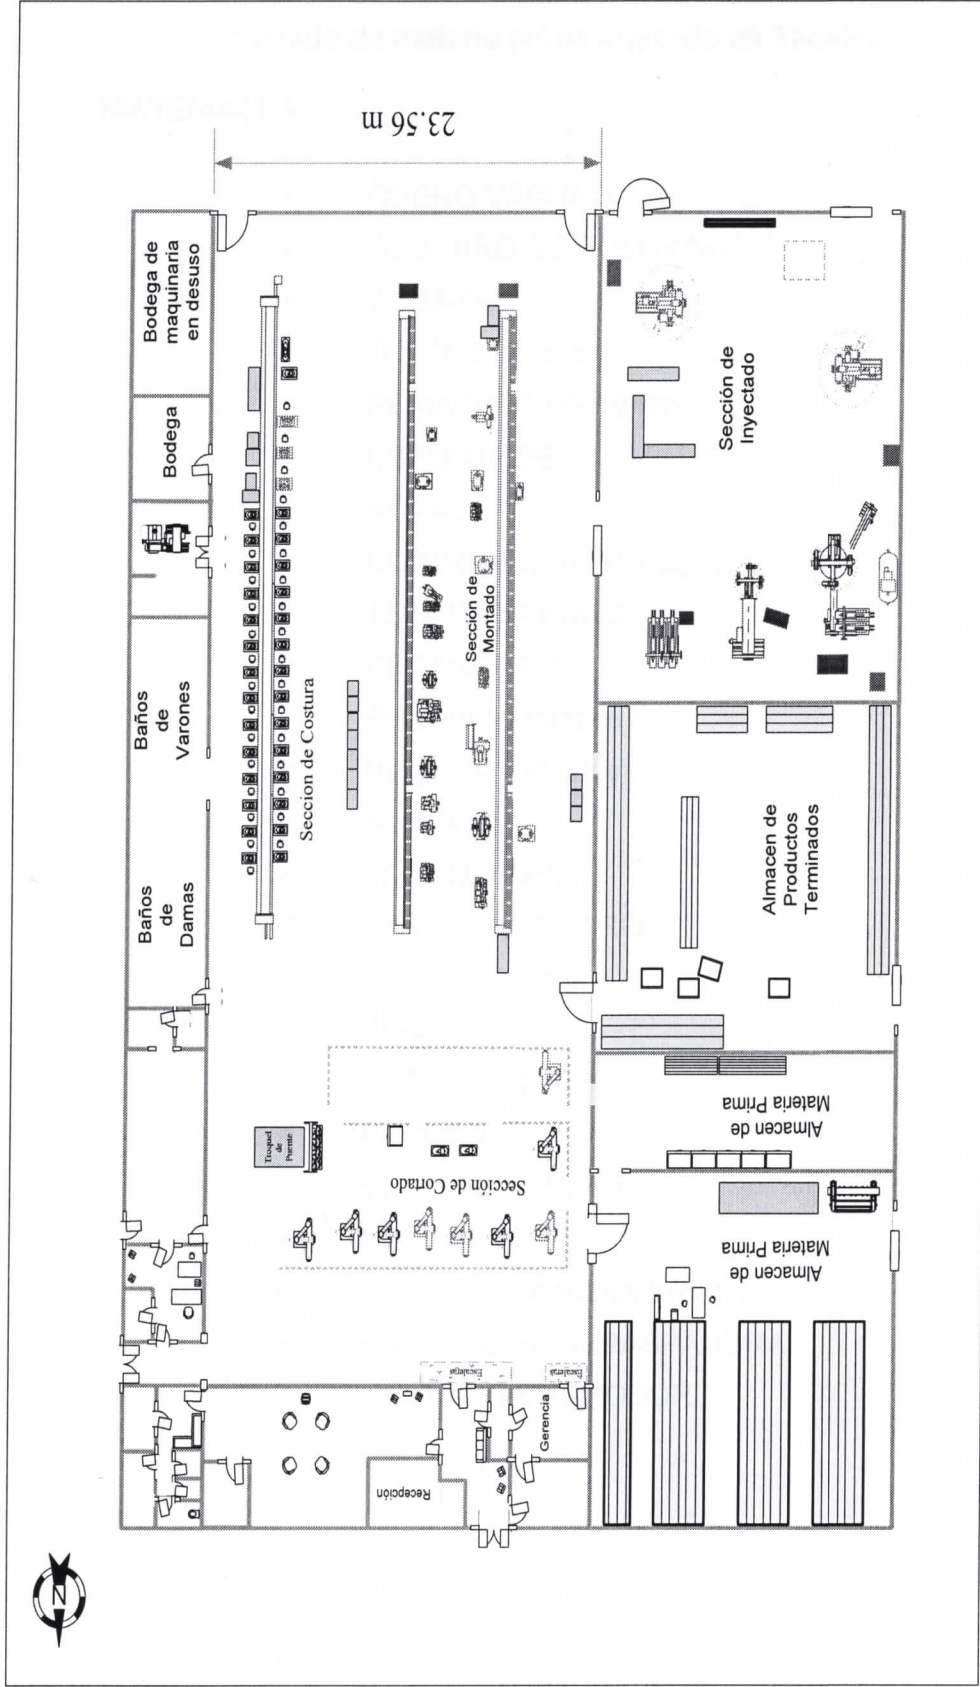 23.56 m
Bodega de
maquinaria
en desuso
Bodega
Baños
de
Varones
Baños
de
Damas
Seccion de Costura
Sección de
Montado
Sección de
Inyectado
Almacen de
Productos
Terminados
Troquel
de
Puente
Sección de Cortado
Almacen de
Materia Prima
Almacen de
Materia Prima
Escaleras
Escaleras
Gerencia
Recepción
N